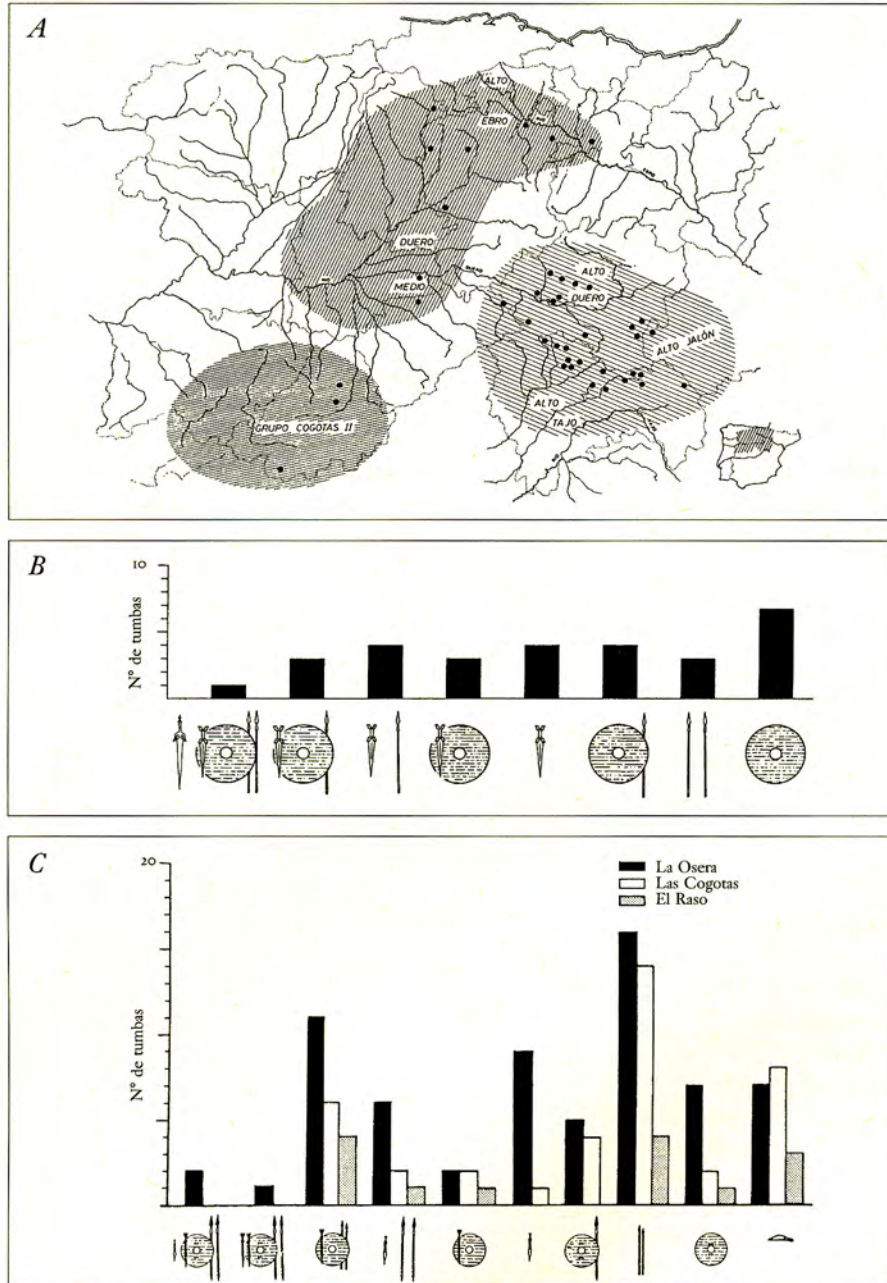 A
ALTO
EBRO
DUERO
MEDIO
ALTO
DUERO
ALTO JALÓN
ALTO
TAJO
GRUPO COGOTAS II
B
10
Nº de tumbas
C
20
Nº de tumbas
La Osera
Las Cogotas
El Raso